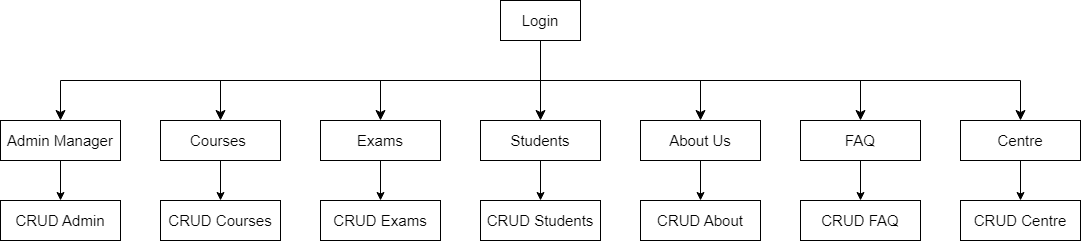 Login
Admin Manager
Courses
Exams
Students
About Us
FAQ
Centre
CRUD Admin
CRUD Courses
CRUD Exams
CRUD Students
CRUD About
CRUD FAQ
CRUD Centre